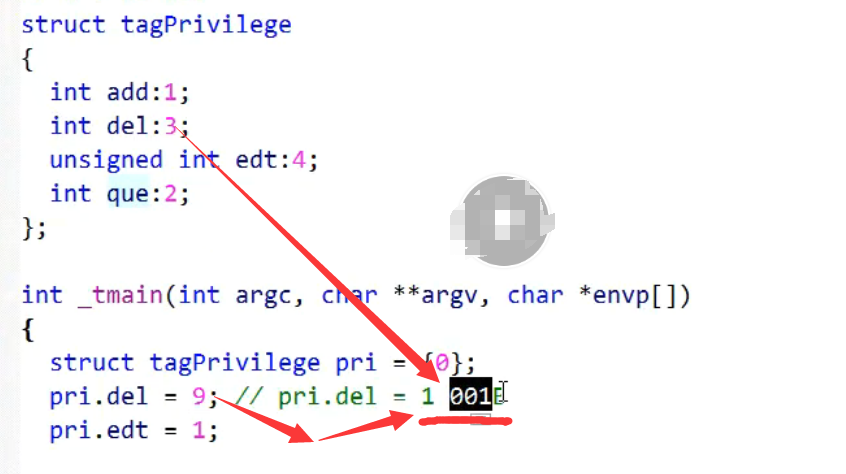 struct tagPrivilege
{
int add:1;
int del:3;
unsigned int edt:4;
int que:2;
};
int _tmain(int argc, char **argv, char *envp[])
{
struct tagPrivilege pri = {0};
pri.del = 9; // pri.del = 1 001B
pri.edt = 1;